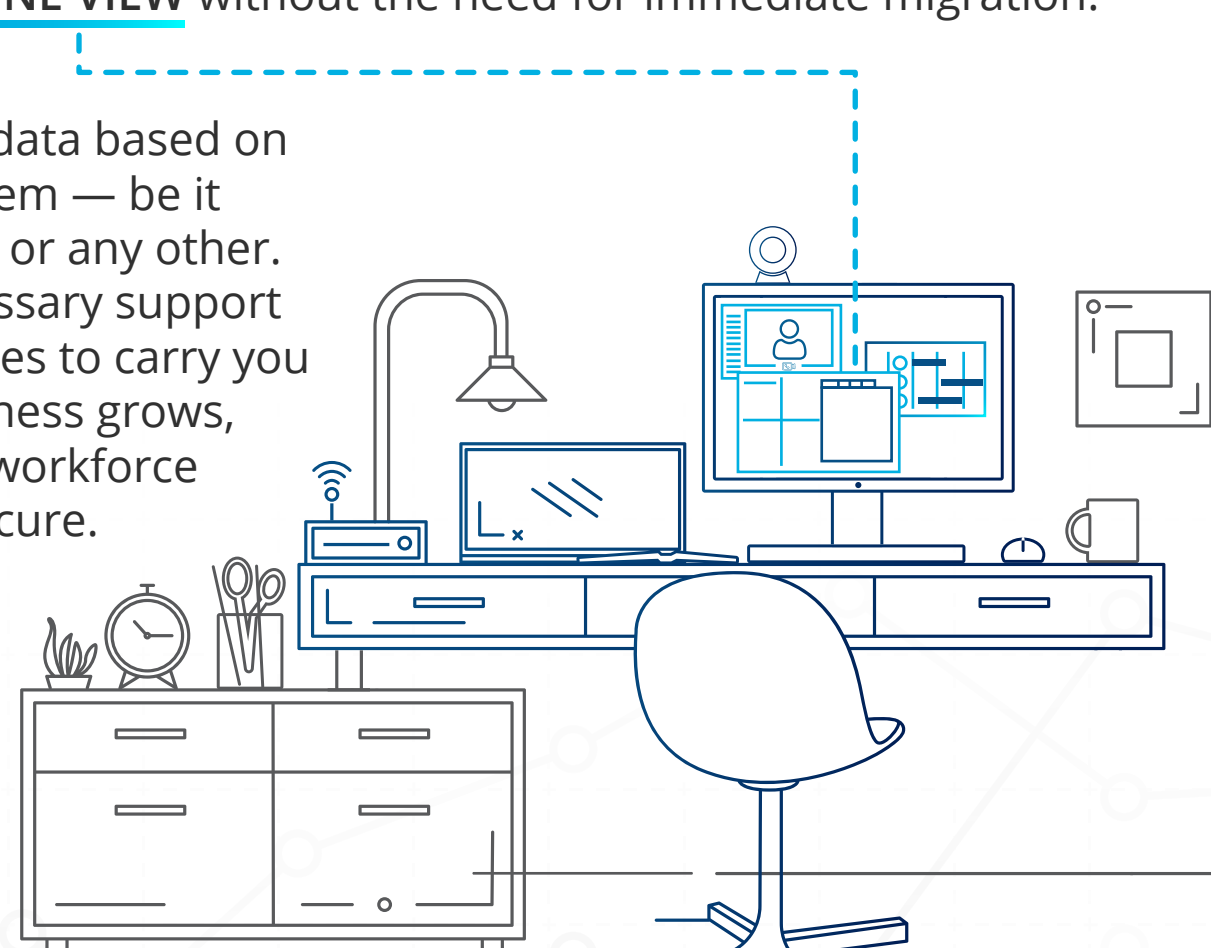 NE VIEW without the need for immediate migration.
data based on
em — be it
or any other.
ssary support
es to carry you
ness grows,
workforce
cure.